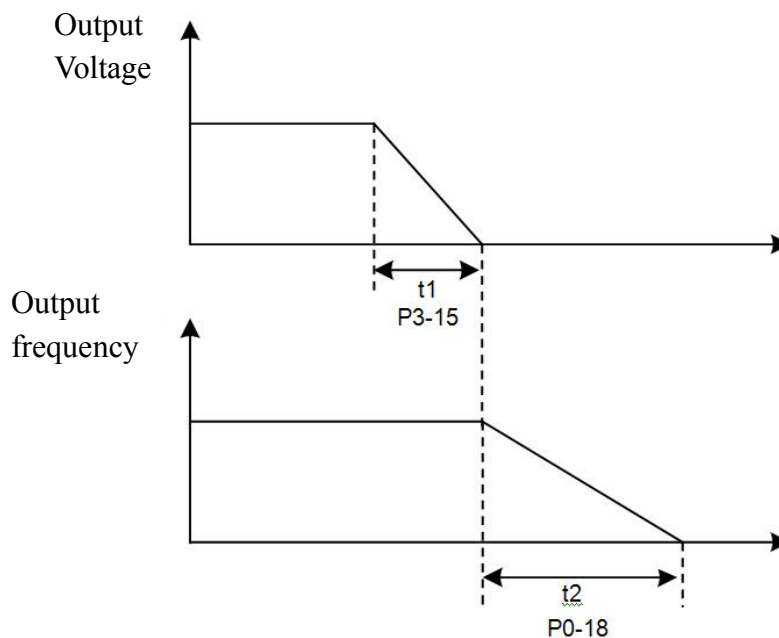 Output
Voltage
t1
P3-15
Output
frequency
t2
P0-18